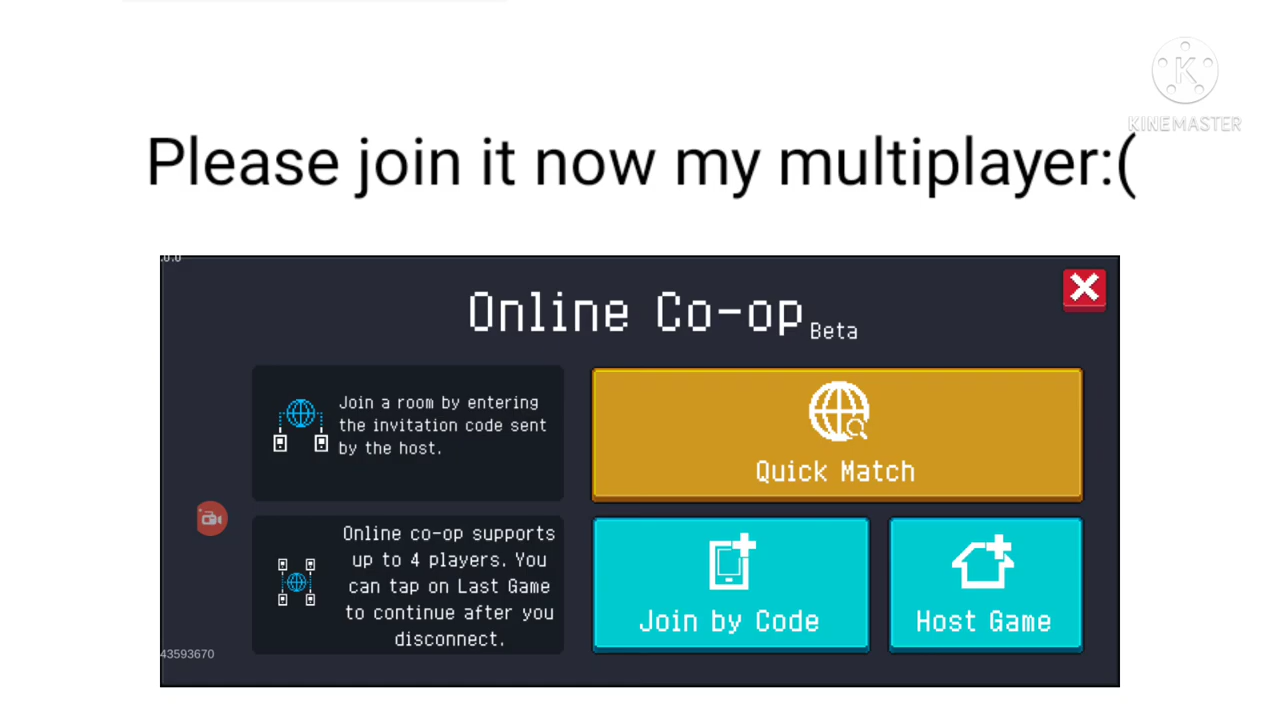 KINEMASTER
Please join it now my multiplayer:(
.0.0
Online Co-op Beta
Join a room by entering
the invitation code sent
by the host.
Quick Match
Online co-op supports
up to 4 players. You
can tap on Last Game
to continue after you
disconnect.
Join by Code
Host Game
43593670